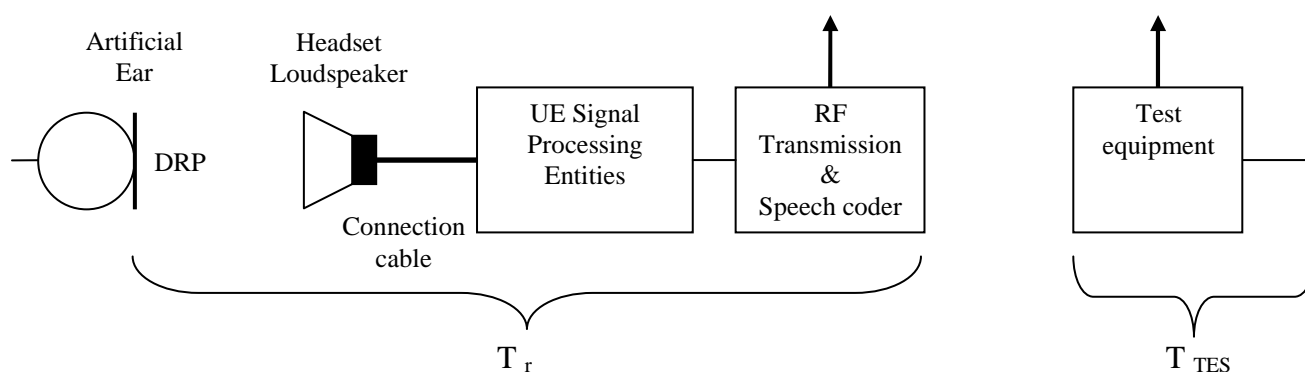 Artificial
Ear
DRP
Headset
Loudspeaker
Connection
cable
UE Signal
Processing
Entities
RF
Transmission
&
Speech coder
Test
equipment
T r
T TES